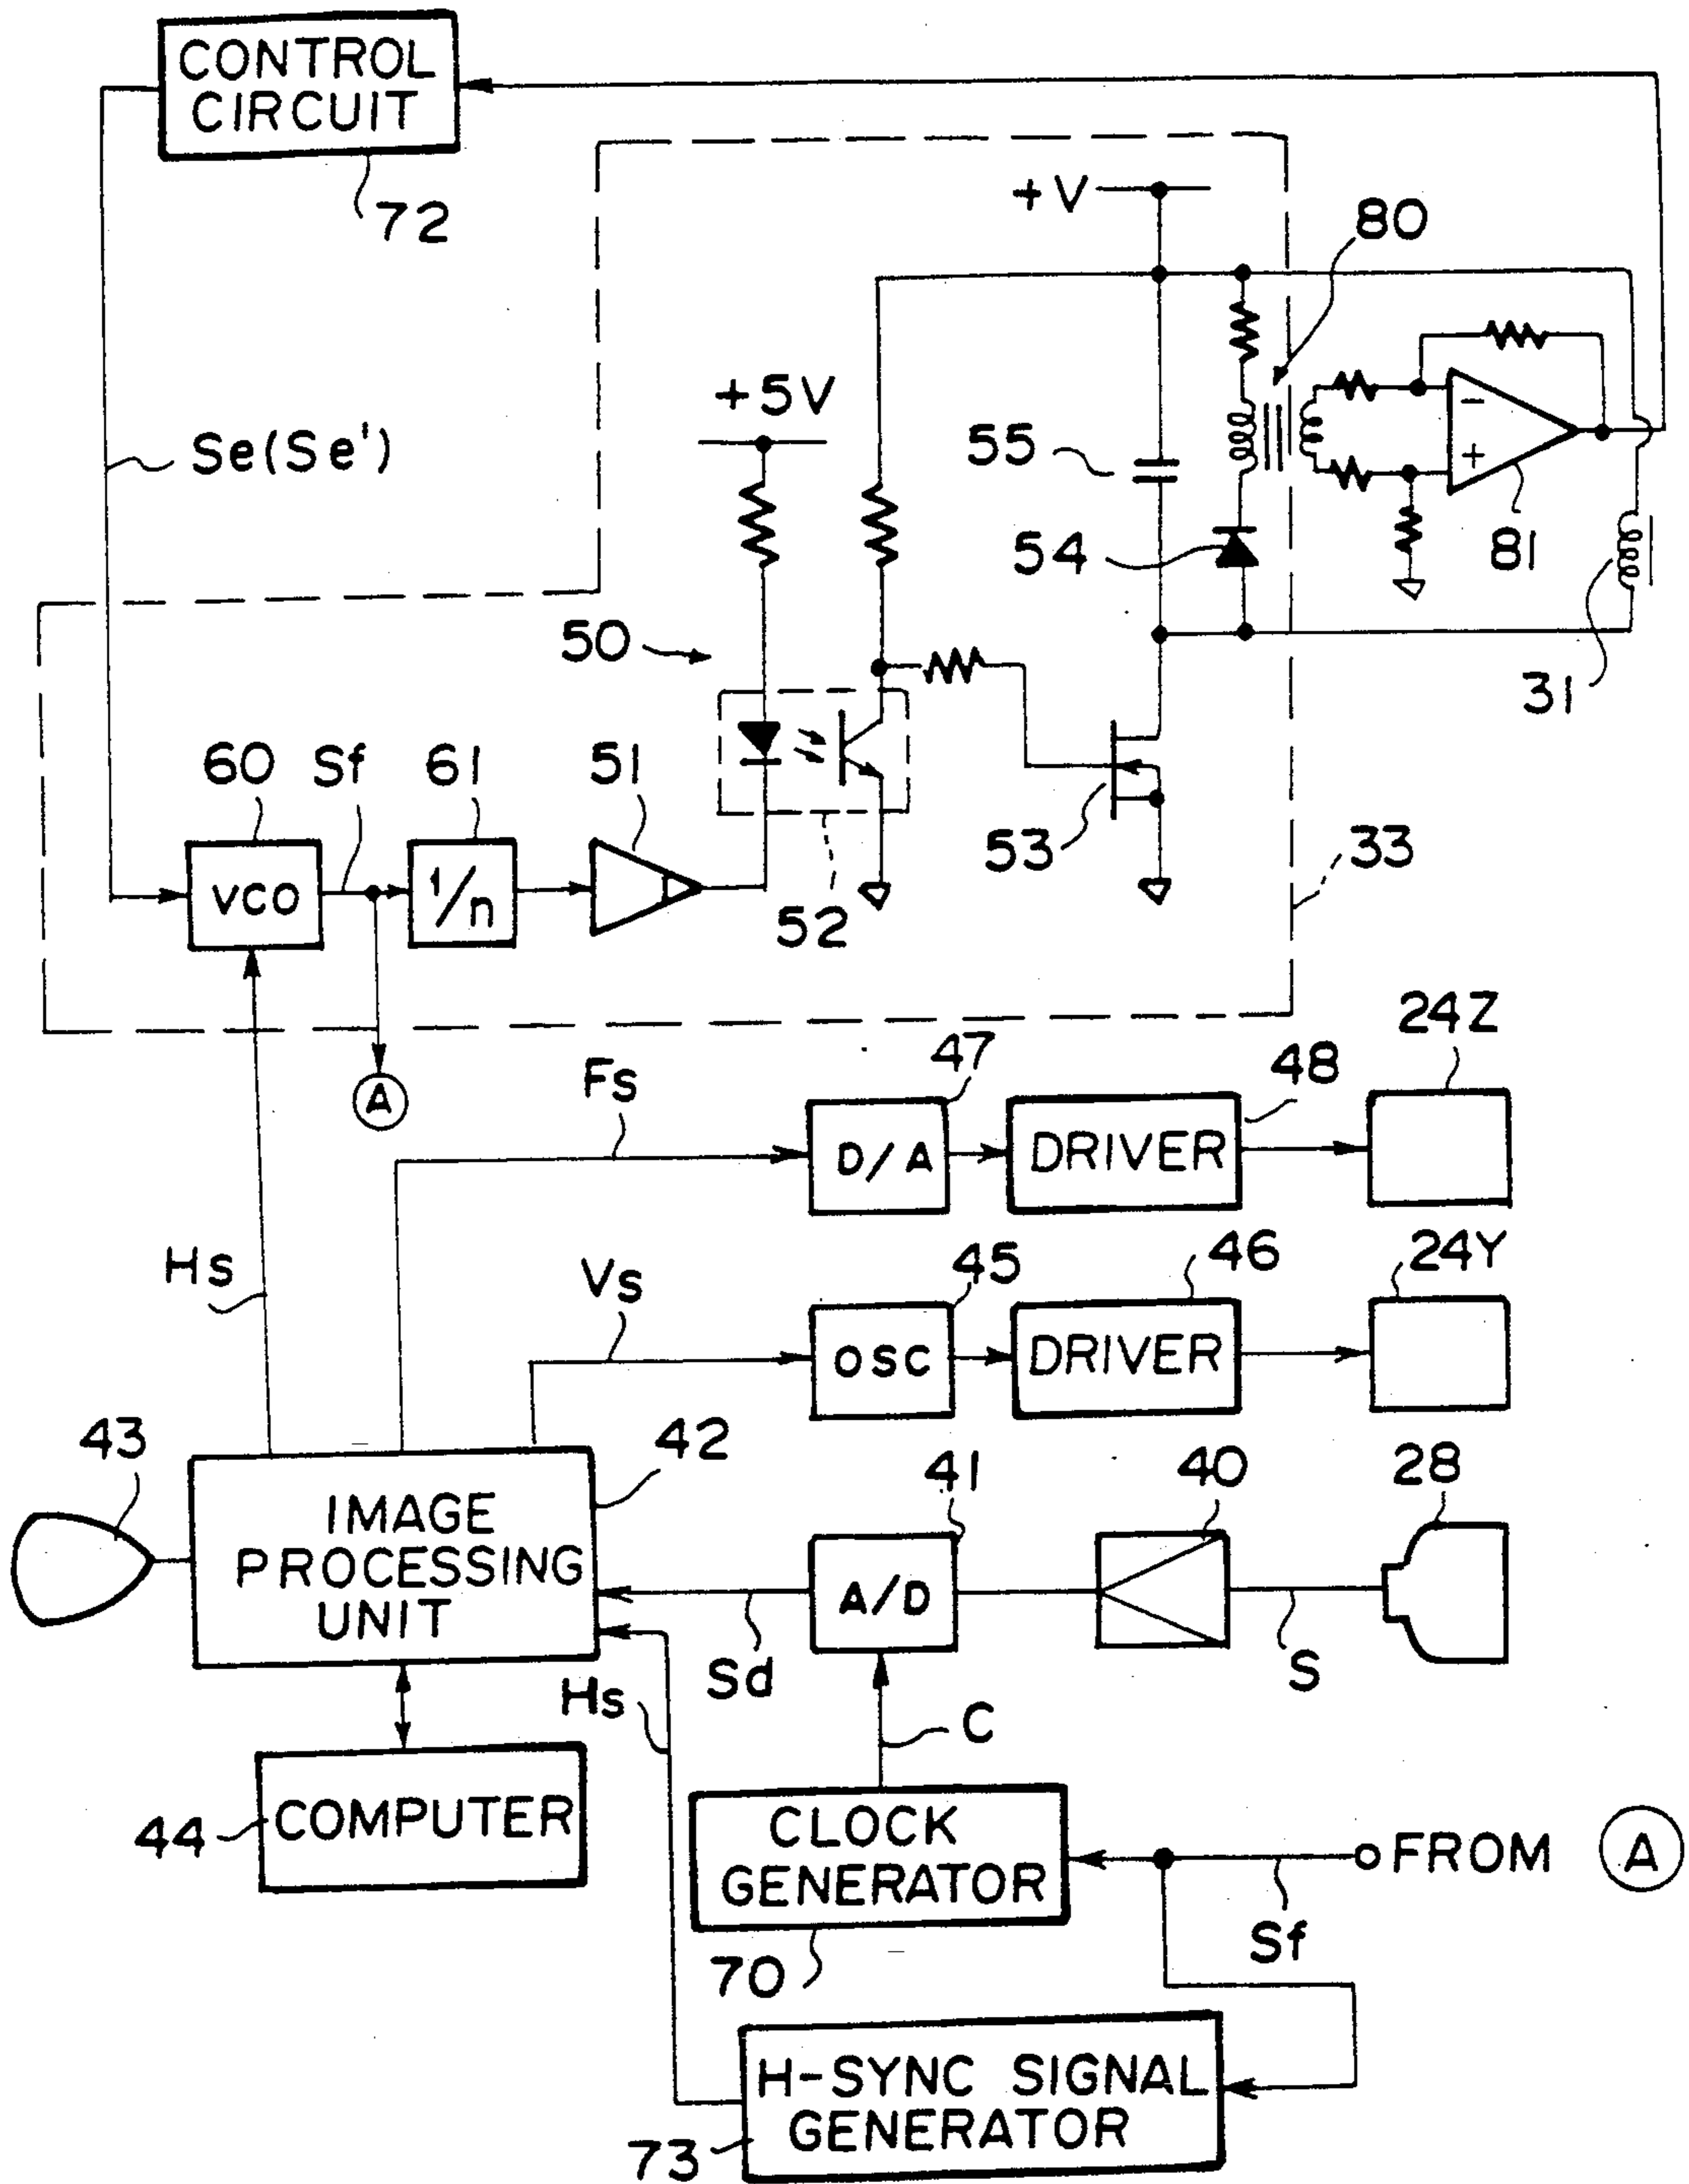 CONTROL
CIRCUIT
72
+V
80
+5V
Se(Se')
55
−
+
54
81
50
31
60
Sf
61
51
53
33
VCO
1/n
52
24Z
47
48
Fs
A
D/A
DRIVER
Hs
Vs
45
46
24Y
OSC
DRIVER
43
42
41
40
28
IMAGE
PROCESSING
UNIT
A/D
Sd
S
Hs
C
44
COMPUTER
CLOCK
GENERATOR
FROM A
Sf
70
H-SYNC SIGNAL
GENERATOR
73